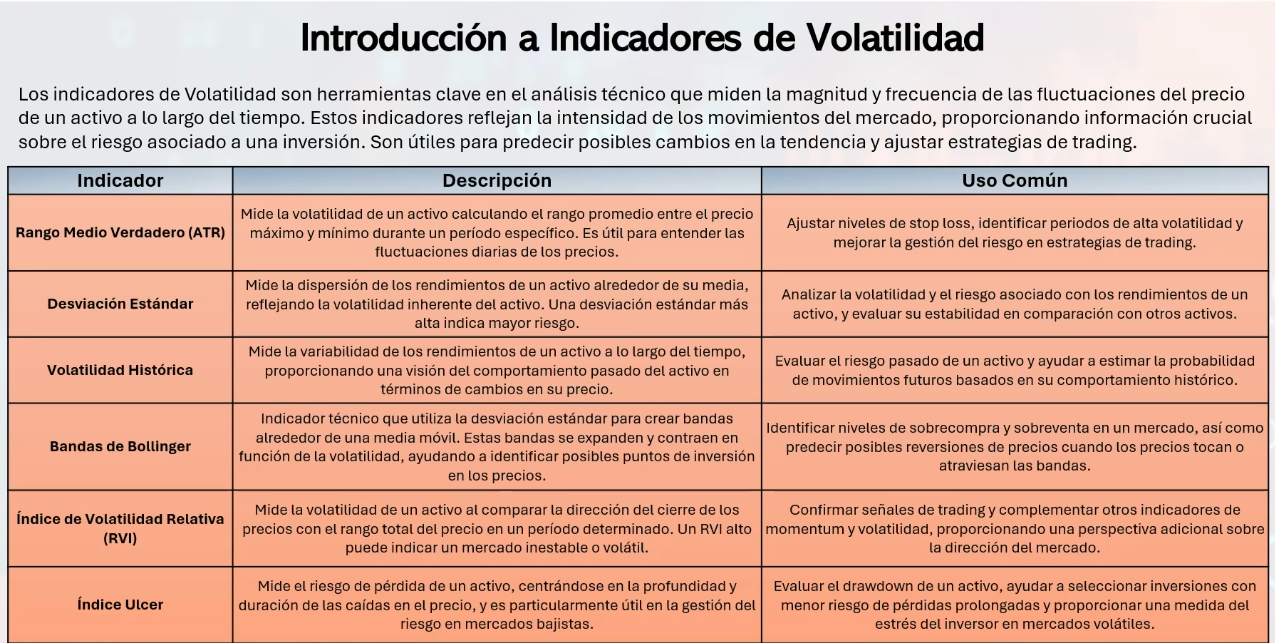 Introducción a Indicadores de Volatilidad
Los indicadores de Volatilidad son herramientas clave en el análisis técnico que miden la magnitud y frecuencia de las fluctuaciones del precio
de un activo a lo largo del tiempo. Estos indicadores reflejan la intensidad de los movimientos del mercado, proporcionando información crucial
sobre el riesgo asociado a una inversión. Son útiles para predecir posibles cambios en la tendencia y ajustar estrategias de trading.
Indicador
Descripción
Uso Común
Rango Medio Verdadero (ATR)
Mide la volatilidad de un activo calculando el rango promedio entre el precio
máximo y mínimo durante un período específico. Es útil para entender las
fluctuaciones diarias de los precios.
Ajustar niveles de stop loss, identificar periodos de alta volatilidad y
mejorar la gestión del riesgo en estrategias de trading.
Desviación Estándar
Mide la dispersión de los rendimientos de un activo alrededor de su media,
reflejando la volatilidad inherente del activo. Una desviación estándar más
alta indica mayor riesgo.
Analizar la volatilidad y el riesgo asociado con los rendimientos de un
activo, y evaluar su estabilidad en comparación con otros activos.
Volatilidad Histórica
Mide la variabilidad de los rendimientos de un activo a lo largo del tiempo,
proporcionando una visión del comportamiento pasado del activo en
términos de cambios en su precio.
Evaluar el riesgo pasado de un activo y ayudar a estimar la probabilidad
de movimientos futuros basados en su comportamiento histórico.
Bandas de Bollinger
Indicador técnico que utiliza la desviación estándar para crear bandas
alrededor de una media móvil. Estas bandas se expanden y contraen en
función de la volatilidad, ayudando a identificar posibles puntos de inversión
en los precios.
Identificar niveles de sobrecompra y sobreventa en un mercado, así como
predecir posibles reversiones de precios cuando los precios tocan o
atraviesan las bandas.
Índice de Volatilidad Relativa
(RVI)
Mide la volatilidad de un activo al comparar la dirección del cierre de los
precios con el rango total del precio en un período determinado. Un RVI alto
puede indicar un mercado inestable o volátil.
Confirmar señales de trading y complementar otros indicadores de
momentum y volatilidad, proporcionando una perspectiva adicional sobre
la dirección del mercado.
Índice Ulcer
Mide el riesgo de pérdida de un activo, centrándose en la profundidad y
duración de las caídas en el precio, y es particularmente útil en la gestión del
riesgo en mercados bajistas.
Evaluar el drawdown de un activo, ayudar a seleccionar inversiones con
menor riesgo de pérdidas prolongadas y proporcionar una medida del
estrés del inversor en mercados volátiles.